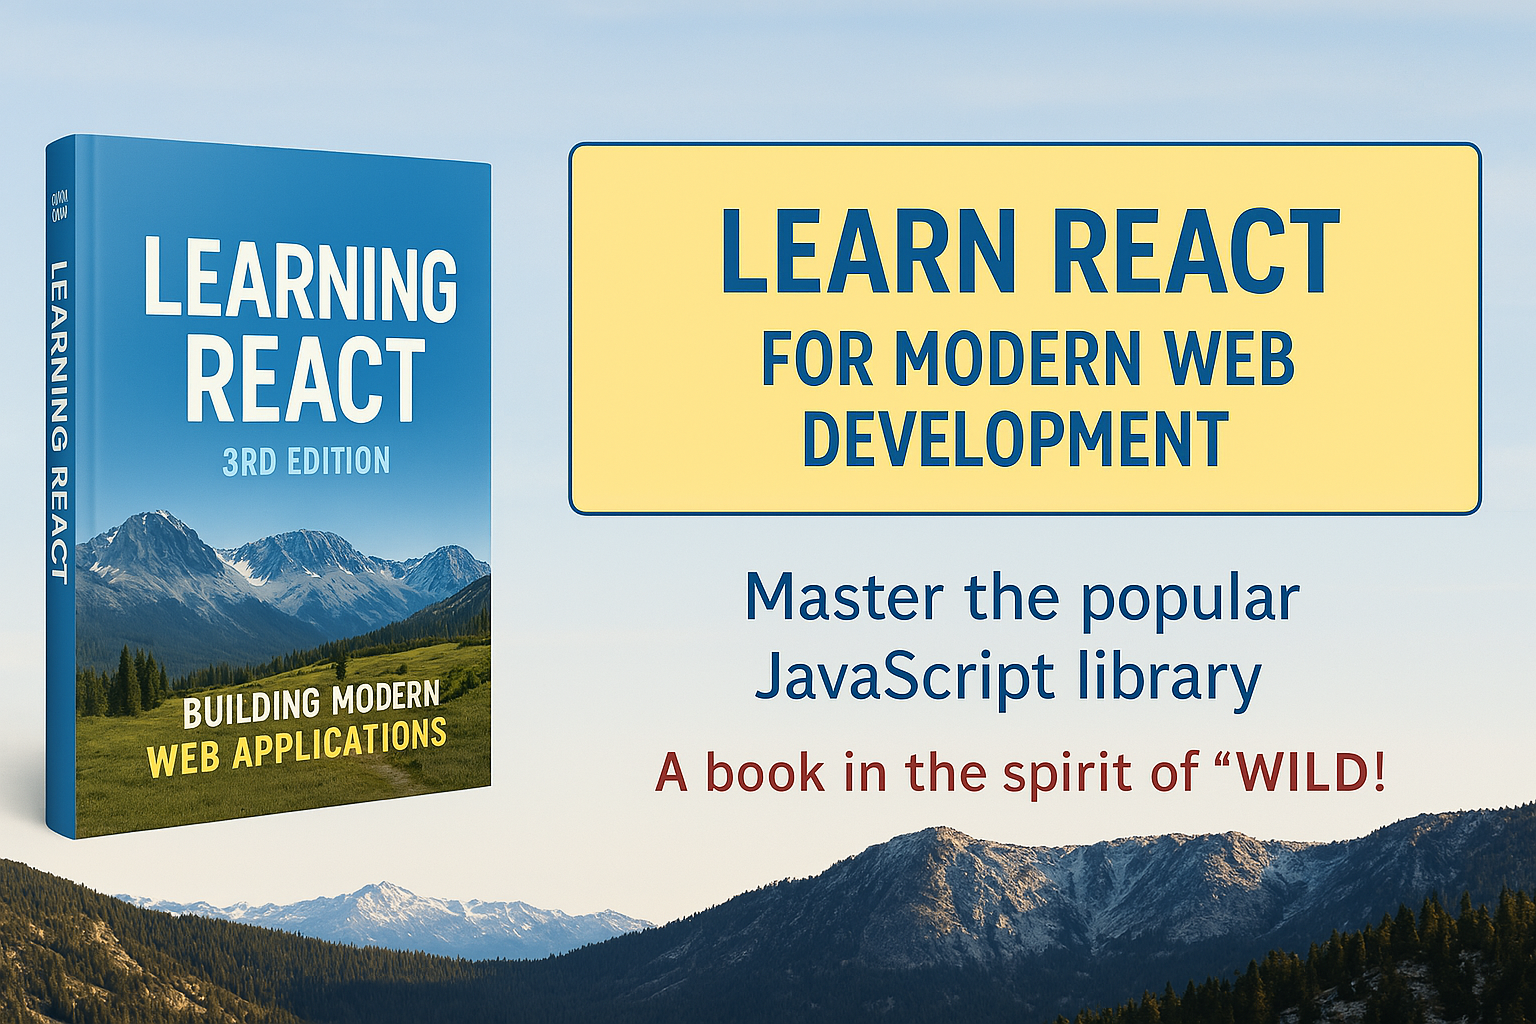 LEARNING REACT
LEARNING
REACT
3RD EDITION
BUILDING MODERN
WEB APPLICATIONS
LEARN REACT
FOR MODERN WEB
DEVELOPMENT
Master the popular
JavaScript library
A book in the spirit of “WILD!